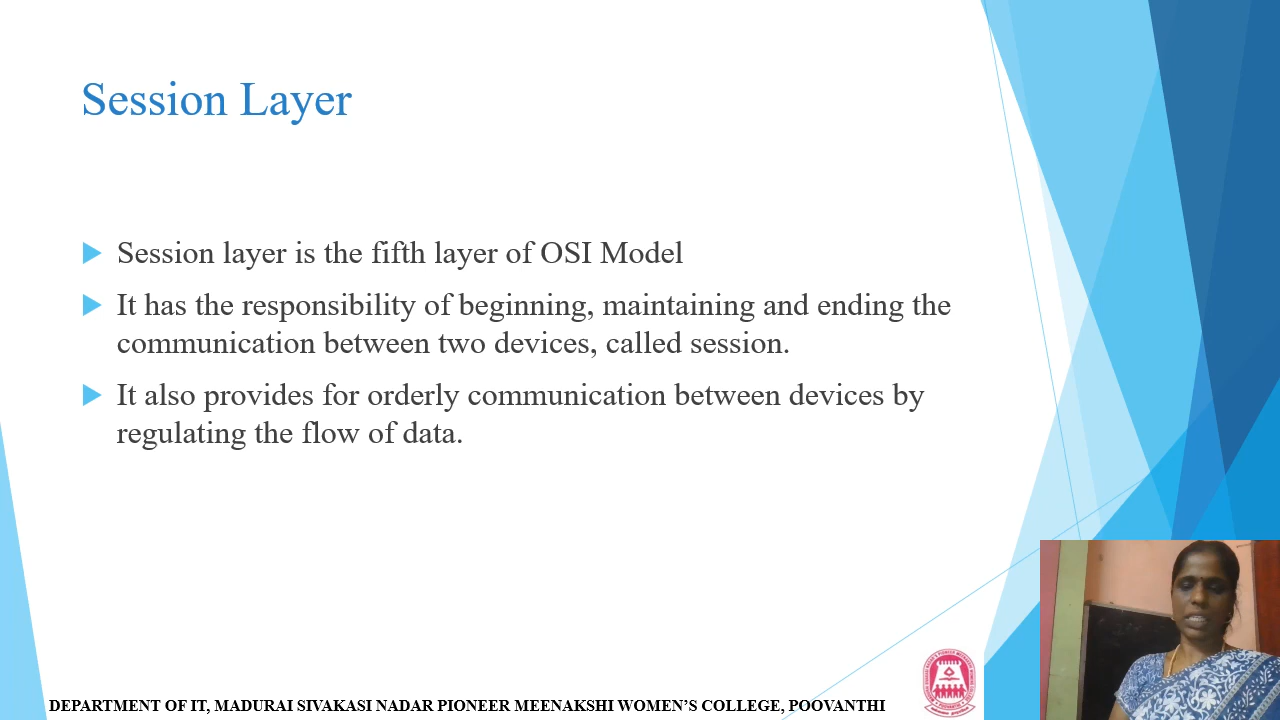 Session Layer
Session layer is the fifth layer of OSI Model
It has the responsibility of beginning, maintaining and ending the
communication between two devices, called session.
It also provides for orderly communication between devices by
regulating the flow of data.
DEPARTMENT OF IT, MADURAI SIVAKASI NADAR PIONEER MEENAKSHI WOMEN’S COLLEGE, POOVANTHI